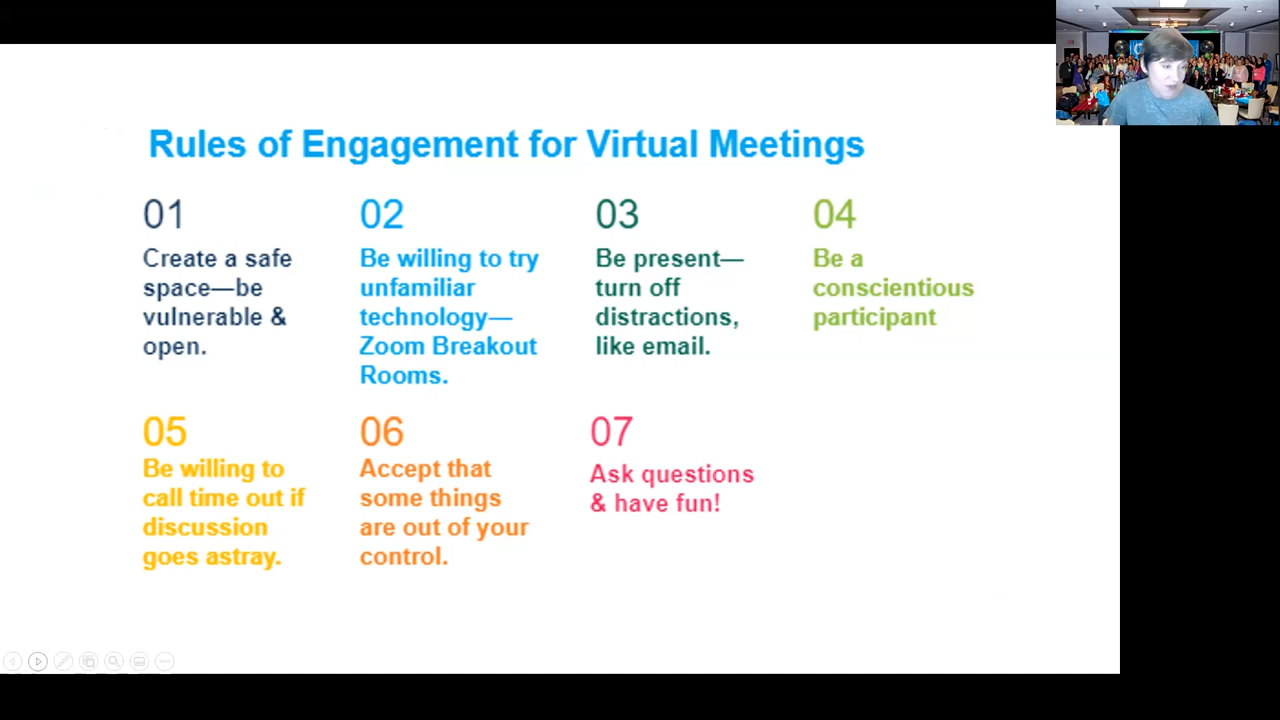 Rules of Engagement for Virtual Meetings
01
Create a safe
space—be
vulnerable &
open.
02
Be willing to try
unfamiliar
technology—
Zoom Breakout
Rooms.
03
Be present—
turn off
distractions,
like email.
04
Be a
conscientious
participant
05
Be willing to
call time out if
discussion
goes astray.
06
Accept that
some things
are out of your
control.
07
Ask questions
& have fun!